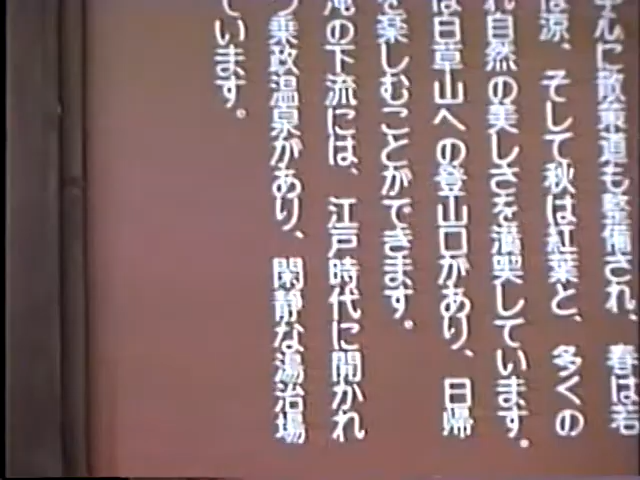 に散策道も整備され、春は若
は涼、そして秋は紅葉と、多くの
れ自然の美しさを満喫しています。
は白草山への登山口があり、日帰
を楽しむことができます。
滝の下流には、江戸時代に開かれ
乗政温泉があり、閑静な湯治場
ています。